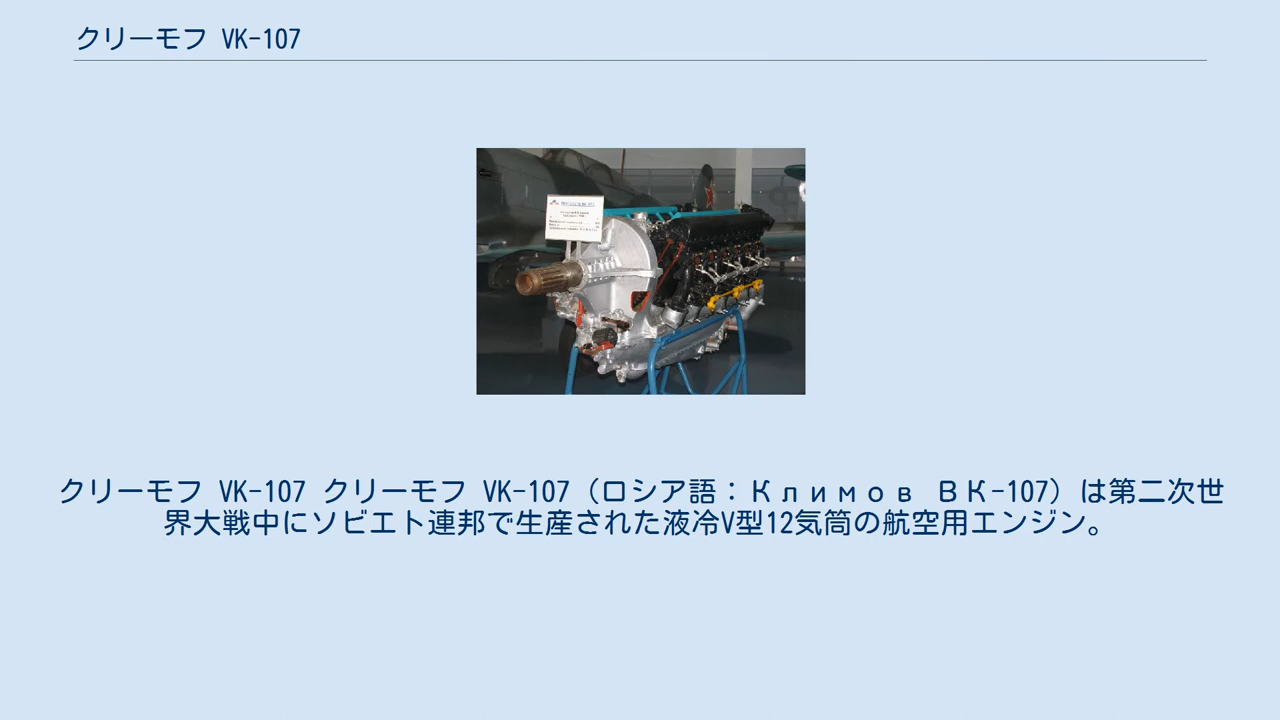 クリーモフ VK-107
クリーモフ VK-107 クリーモフ VK-107（ロシア語：Климов ВК-107）は第二次世
界大戦中にソビエト連邦で生産された液冷V型12気筒の航空用エンジン。